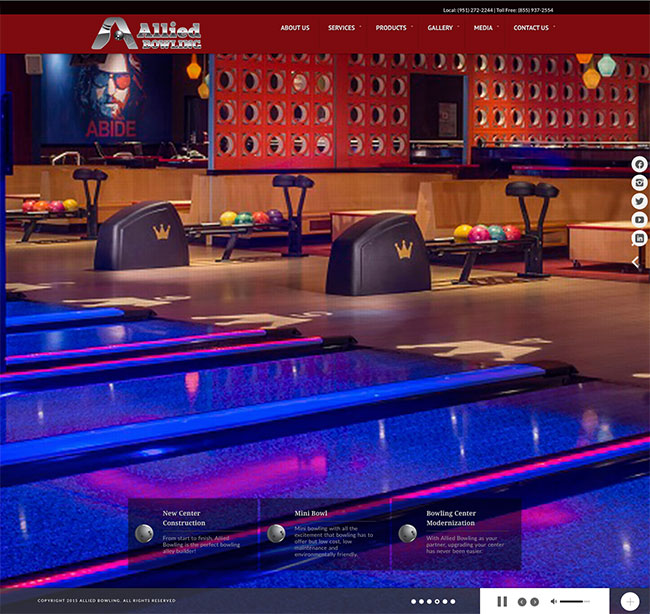 Local: (951) 272-2244 | Toll Free: (855) 937-2554
Allied
BOWLING
ABOUT US SERVICES PRODUCTS GALLERY MEDIA CONTACT US
ABIDE
New Center
Construction
From start to finish, Allied
Bowling is the perfect bowling
alley builder!
Mini Bowl
Mini bowling with all the
excitement that bowling has to
offer but low cost, low
maintenance and
environmentally friendly.
Bowling Center
Modernization
With Allied Bowling as your
partner, upgrading your center
has never been easier.
COPYRIGHT 2015 ALLIED BOWLING. ALL RIGHTS RESERVED